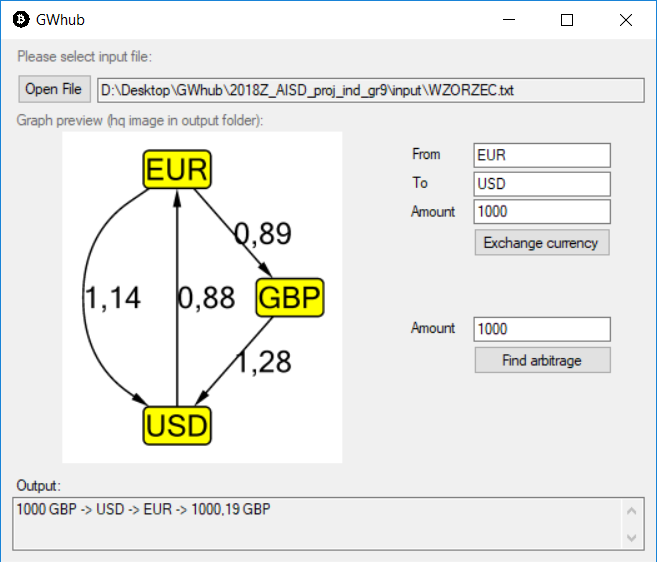 GWhub
Please select input file:
Open File D:\Desktop\GWhub\2018Z_AISD_proj_ind_gr9\input\WZORZEC.txt
Graph preview (hq image in output folder):
EUR
0,89
1,14
0,88
GBP
1,28
USD
From EUR
To USD
Amount 1000
Exchange currency
Amount 1000
Find arbitrage
Output:
1000 GBP -> USD -> EUR -> 1000,19 GBP